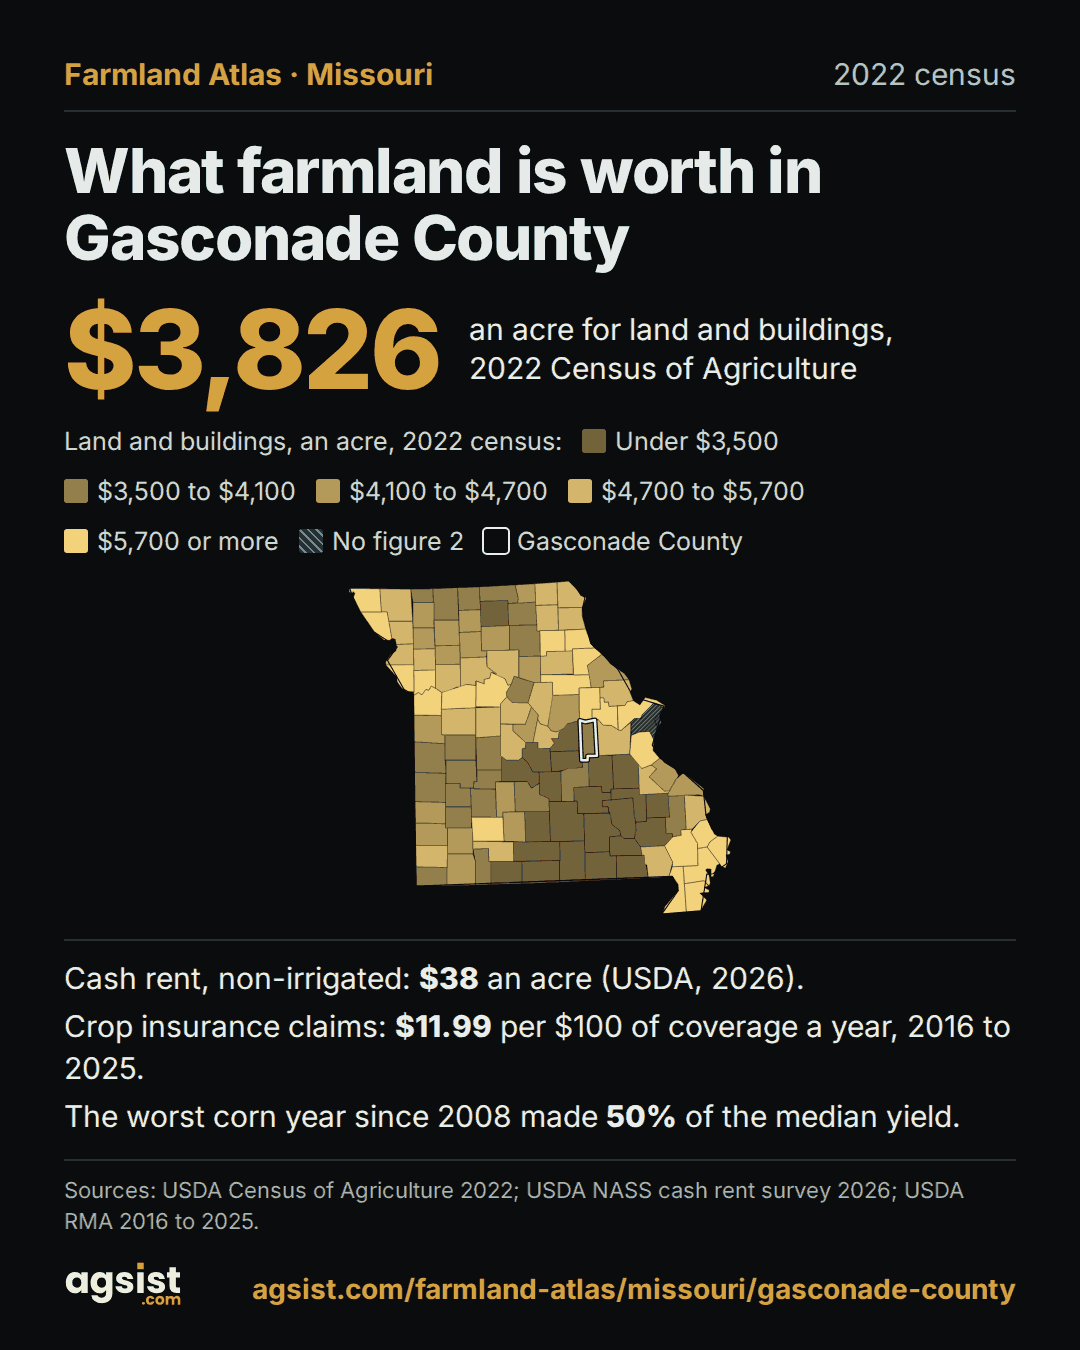 Farmland Atlas · Missouri
2022 census
What farmland is worth in
Gasconade County
$3,826
an acre for land and buildings,
2022 Census of Agriculture
Land and buildings, an acre, 2022 census: Under $3,500
$3,500 to $4,100 $4,100 to $4,700 $4,700 to $5,700
$5,700 or more No figure 2 Gasconade County
Cash rent, non-irrigated: $38 an acre (USDA, 2026).
Crop insurance claims: $11.99 per $100 of coverage a year, 2016 to
2025.
The worst corn year since 2008 made 50% of the median yield.
Sources: USDA Census of Agriculture 2022; USDA NASS cash rent survey 2026; USDA
RMA 2016 to 2025.
agsist
.com
agsist.com/farmland-atlas/missouri/gasconade-county